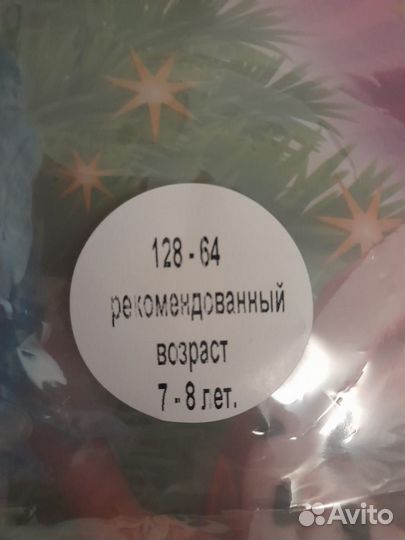 128 - 64
рекомендованный
возраст
7 - 8 лет.
Avito